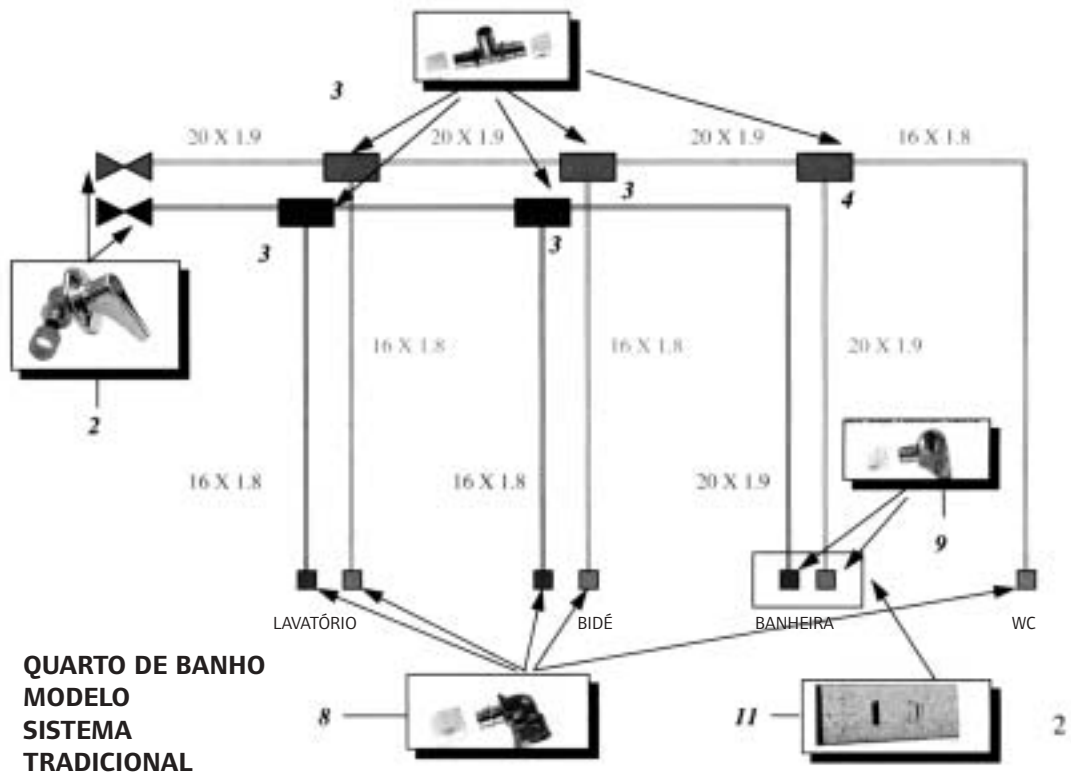 3
20 X 1.9 20 X 1.9 20 X 1.9 16 X 1.8
3 4
3 3
16 X 1.8 16 X 1.8 20 X 1.9
2
16 X 1.8 16 X 1.8 20 X 1.9
9
LAVATÓRIO BIDÉ BANHEIRA WC
QUARTO DE BANHO
MODELO
SISTEMA
TRADICIONAL
8 11 2